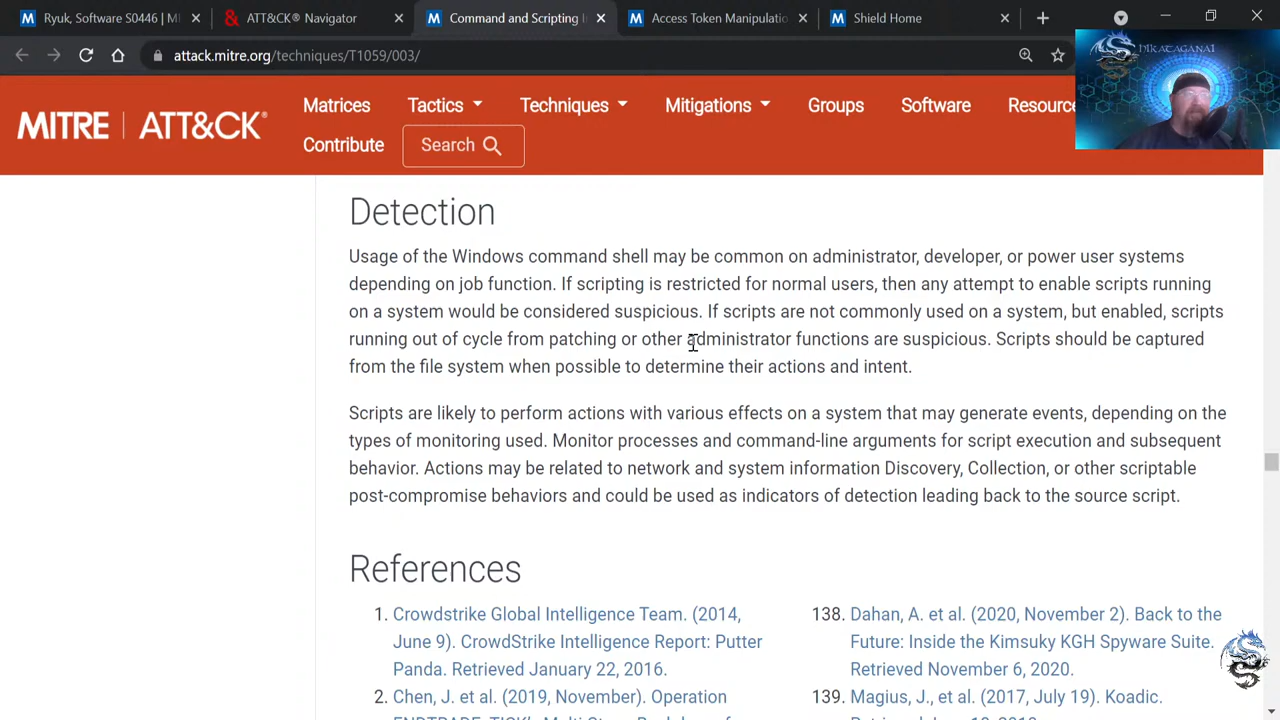 Ryuk, Software S0446 | MI
ATT&CK® Navigator
Command and Scripting I
Access Token Manipulatio
Shield Home
attack.mitre.org/techniques/T1059/003/
HIKATAGANAI
MITRE | ATT&CK®
Matrices
Tactics
Techniques
Mitigations
Groups
Software
Resource
Contribute
Search
Detection
Usage of the Windows command shell may be common on administrator, developer, or power user systems
depending on job function. If scripting is restricted for normal users, then any attempt to enable scripts running
on a system would be considered suspicious. If scripts are not commonly used on a system, but enabled, scripts
running out of cycle from patching or other administrator functions are suspicious. Scripts should be captured
from the file system when possible to determine their actions and intent.
Scripts are likely to perform actions with various effects on a system that may generate events, depending on the
types of monitoring used. Monitor processes and command-line arguments for script execution and subsequent
behavior. Actions may be related to network and system information Discovery, Collection, or other scriptable
post-compromise behaviors and could be used as indicators of detection leading back to the source script.
References
1. Crowdstrike Global Intelligence Team. (2014,
June 9). CrowdStrike Intelligence Report: Putter
Panda. Retrieved January 22, 2016.
2. Chen, J. et al. (2019, November). Operation
ENDTRADE: TICK's
138. Dahan, A. et al. (2020, November 2). Back to the
Future: Inside the Kimsuky KGH Spyware Suite.
Retrieved November 6, 2020.
139. Magius, J., et al. (2017, July 19). Koadic.